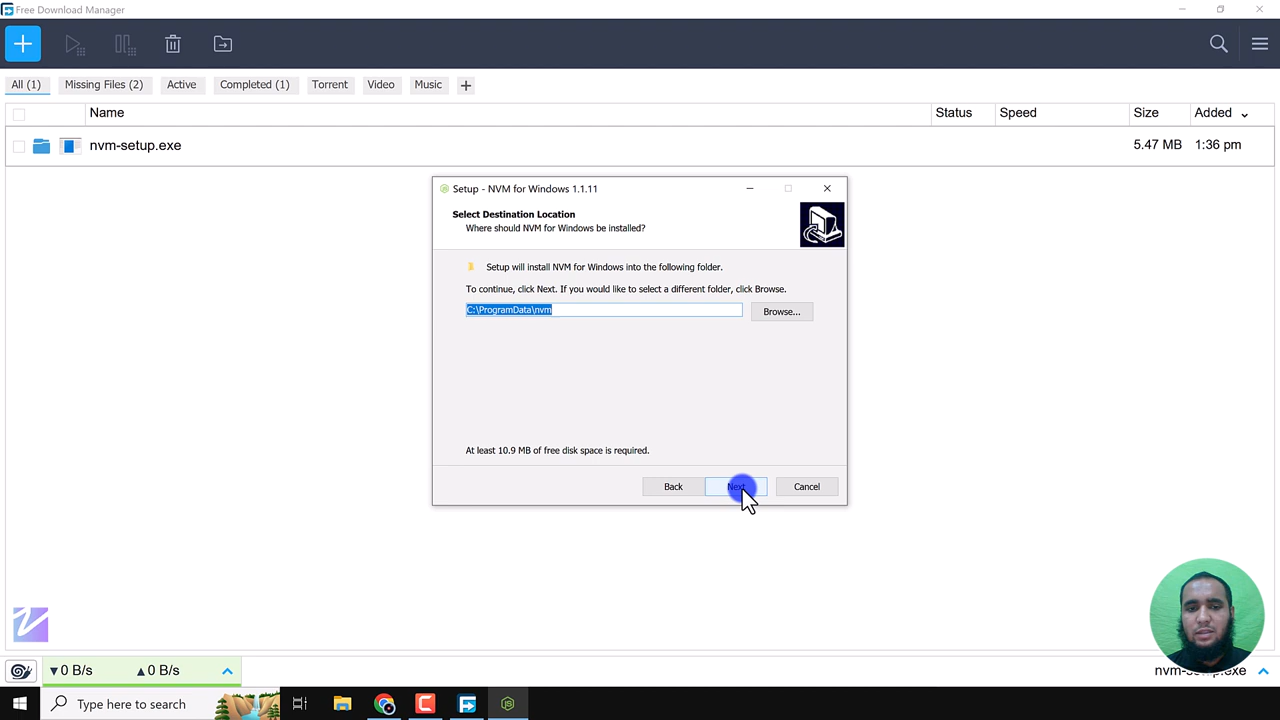 Free Download Manager
All (1)
Missing Files (2)
Active
Completed (1)
Torrent
Video
Music
Name
Status
Speed
Size
Added
nvm-setup.exe
5.47 MB
1:36 pm
Setup - NVM for Windows 1.1.11
Select Destination Location
Where should NVM for Windows be installed?
Setup will install NVM for Windows into the following folder.
To continue, click Next. If you would like to select a different folder, click Browse.
C:\ProgramData\nvm
Browse...
At least 10.9 MB of free disk space is required.
Back
Next
Cancel
0 B/s
0 B/s
nvm-setup.exe
Type here to search